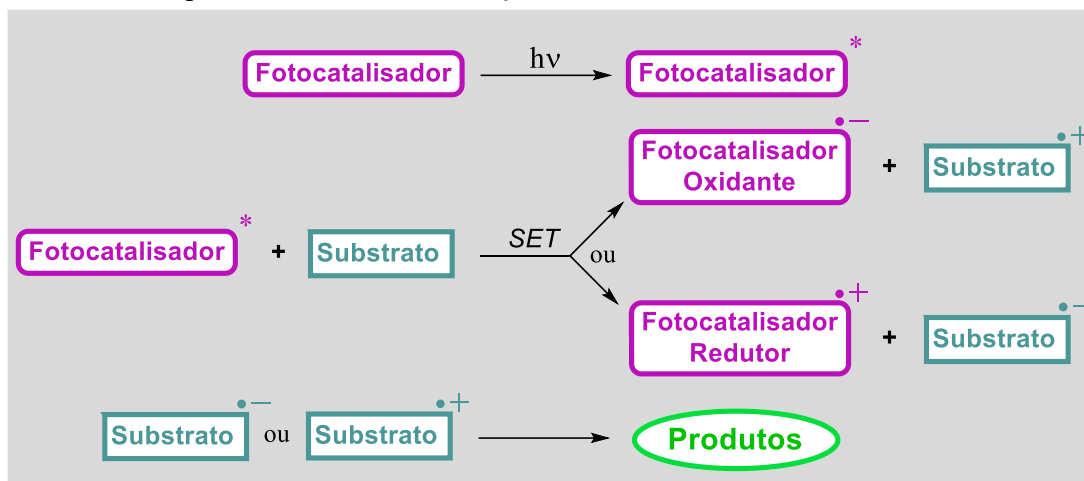 Fotocatalisador hν Fotocatalisador *
Fotocatalisador Oxidante •− + Substrato •+
Fotocatalisador * + Substrato SET ou
Fotocatalisador Redutor •+ + Substrato •−
Substrato •− ou Substrato •+ Produtos